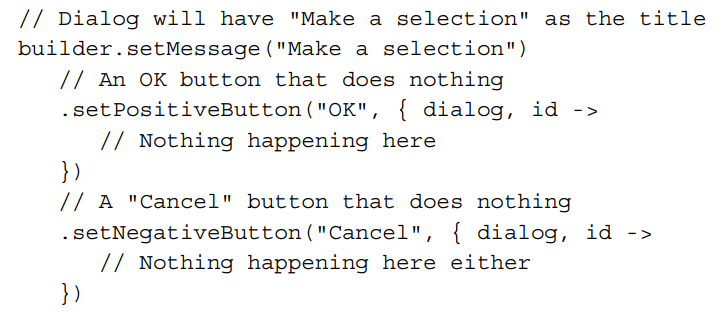 // Dialog will have "Make a selection" as the title
builder.setMessage("Make a selection")
// An OK button that does nothing
.setPositiveButton("OK", { dialog, id ->
// Nothing happening here
})
// A "Cancel" button that does nothing
.setNegativeButton("Cancel", { dialog, id ->
// Nothing happening here either
})